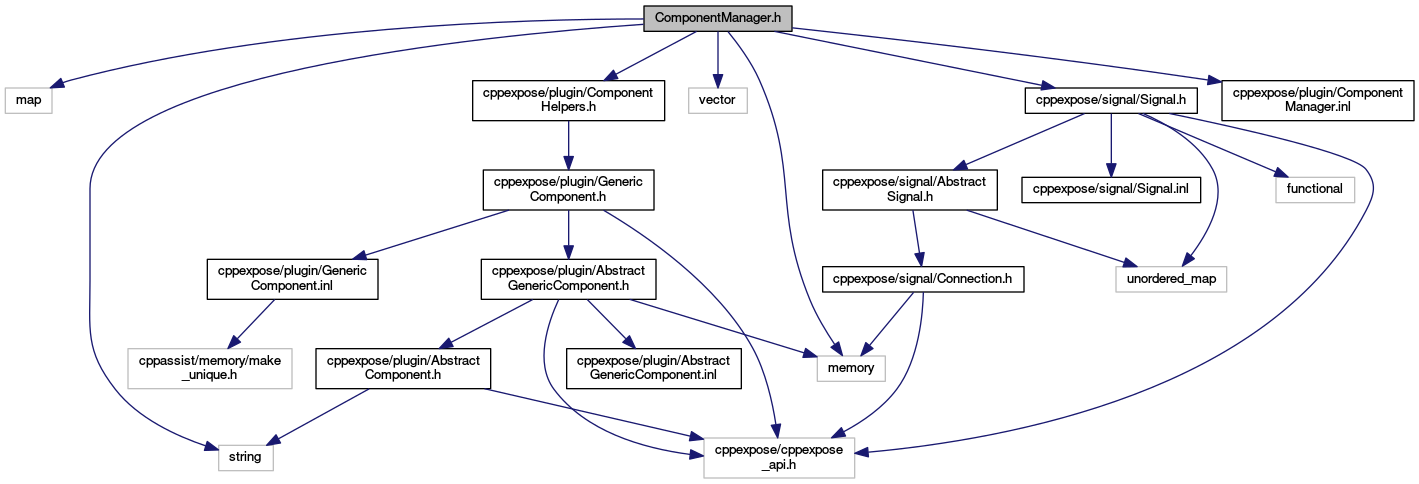 ComponentManager.h
map
cppexpose/plugin/Component
Helpers.h
vector
cppexpose/signal/Signal.h
cppexpose/plugin/Component
Manager.inl
cppexpose/plugin/Generic
Component.h
cppexpose/signal/Abstract
Signal.h
cppexpose/signal/Signal.inl
functional
cppexpose/plugin/Generic
Component.inl
cppexpose/plugin/Abstract
GenericComponent.h
cppexpose/signal/Connection.h
unordered_map
cppassist/memory/make
_unique.h
cppexpose/plugin/Abstract
Component.h
cppexpose/plugin/Abstract
GenericComponent.inl
memory
string
cppexpose/cppexpose
_api.h